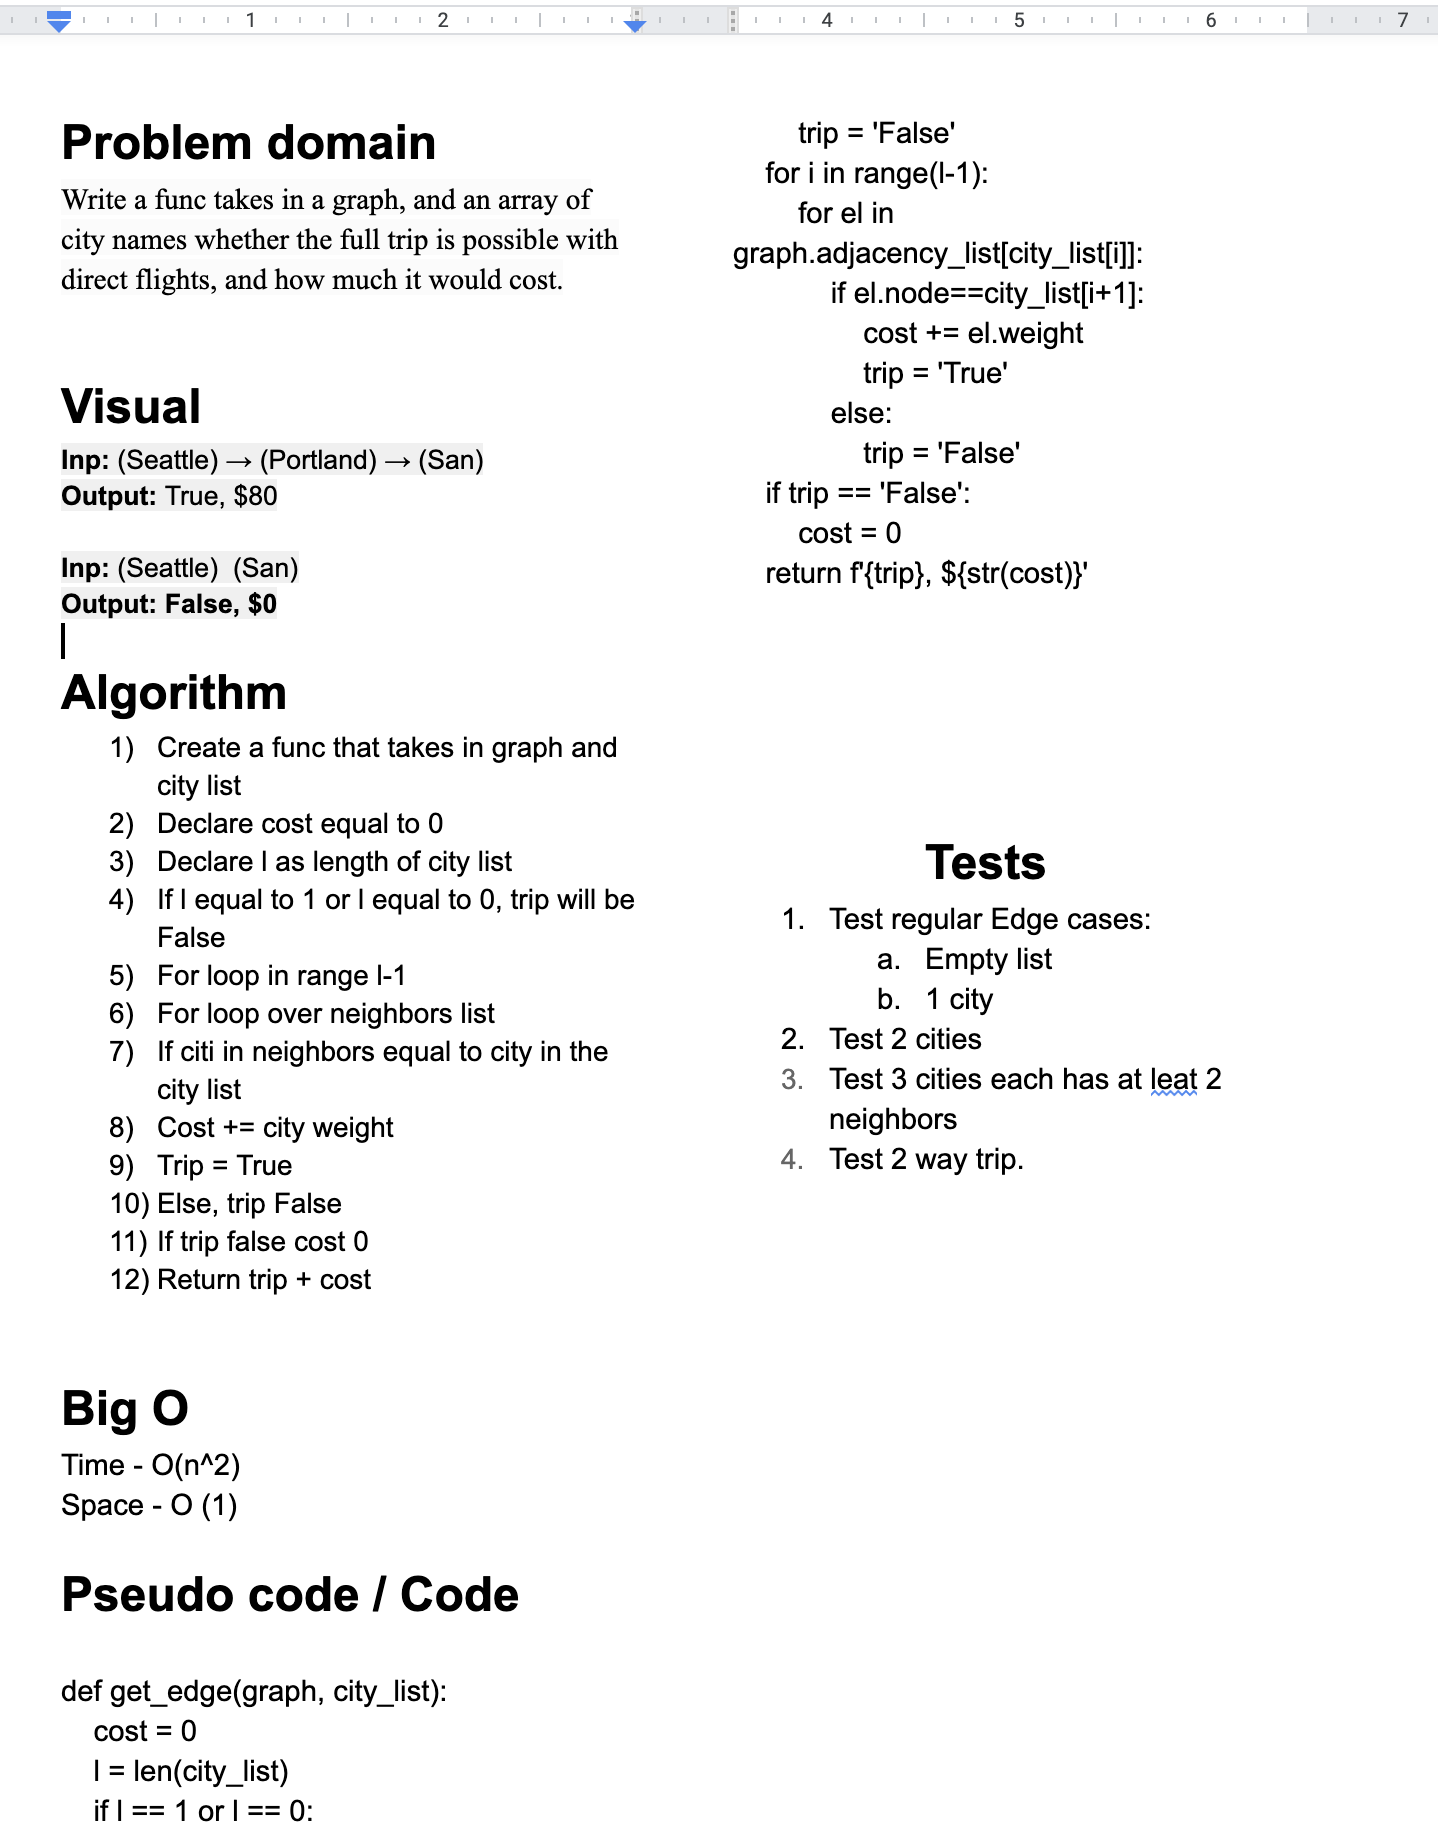 1 2 4 5 6 7
Problem domain
Write a func takes in a graph, and an array of
city names whether the full trip is possible with
direct flights, and how much it would cost.
Visual
Inp: (Seattle) → (Portland) → (San)
Output: True, $80
Inp: (Seattle)  (San)
Output: False, $0
Algorithm
1) Create a func that takes in graph and
city list
2) Declare cost equal to 0
3) Declare l as length of city list
4) If l equal to 1 or l equal to 0, trip will be
False
5) For loop in range l-1
6) For loop over neighbors list
7) If citi in neighbors equal to city in the
city list
8) Cost += city weight
9) Trip = True
10) Else, trip False
11) If trip false cost 0
12) Return trip + cost
Big O
Time - O(n^2)
Space - O (1)
Pseudo code / Code
def get_edge(graph, city_list):
cost = 0
l = len(city_list)
if l == 1 or l == 0:
trip = 'False'
for i in range(l-1):
for el in
graph.adjacency_list[city_list[i]]:
if el.node==city_list[i+1]:
cost += el.weight
trip = 'True'
else:
trip = 'False'
if trip == 'False':
cost = 0
return f'{trip}, ${str(cost)}'
Tests
1. Test regular Edge cases:
a. Empty list
b. 1 city
2. Test 2 cities
3. Test 3 cities each has at leat 2
neighbors
4. Test 2 way trip.